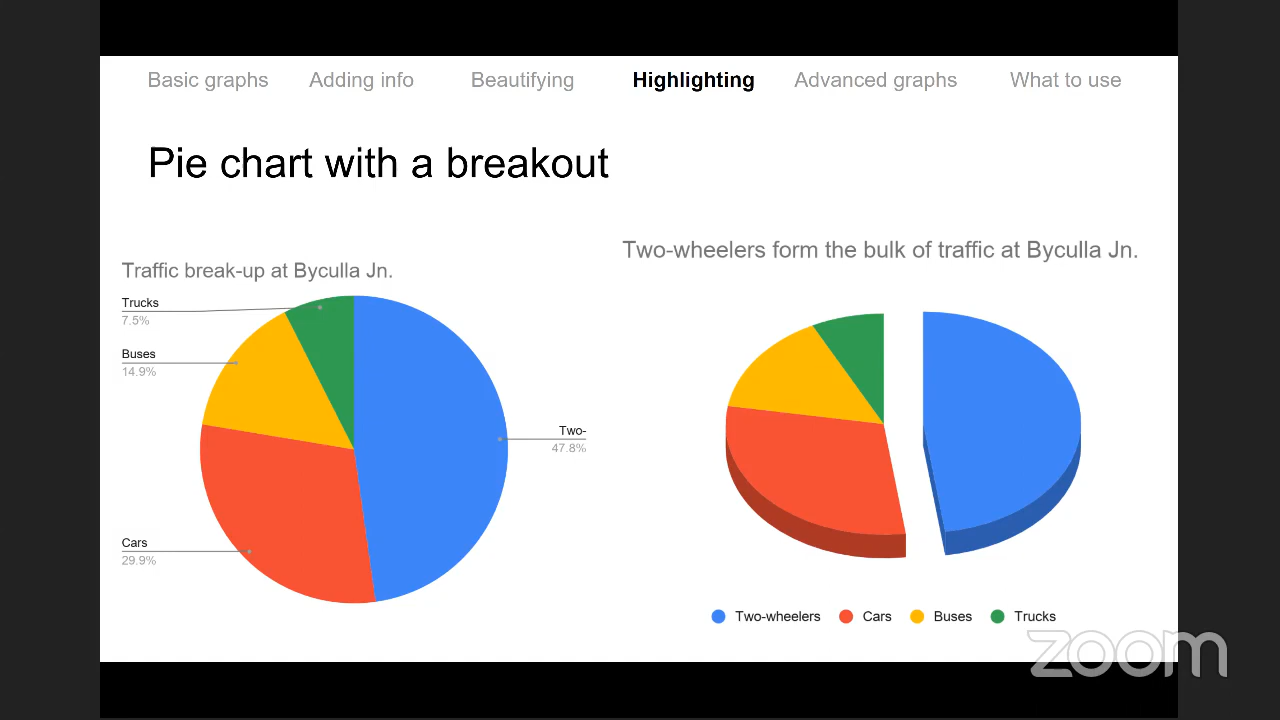 Basic graphs Adding info Beautifying Highlighting Advanced graphs What to use
Pie chart with a breakout
Traffic break-up at Byculla Jn.
Trucks
7.5%
Buses
14.9%
Two-
47.8%
Cars
29.9%
Two-wheelers form the bulk of traffic at Byculla Jn.
Two-wheelers Cars Buses Trucks
zoom